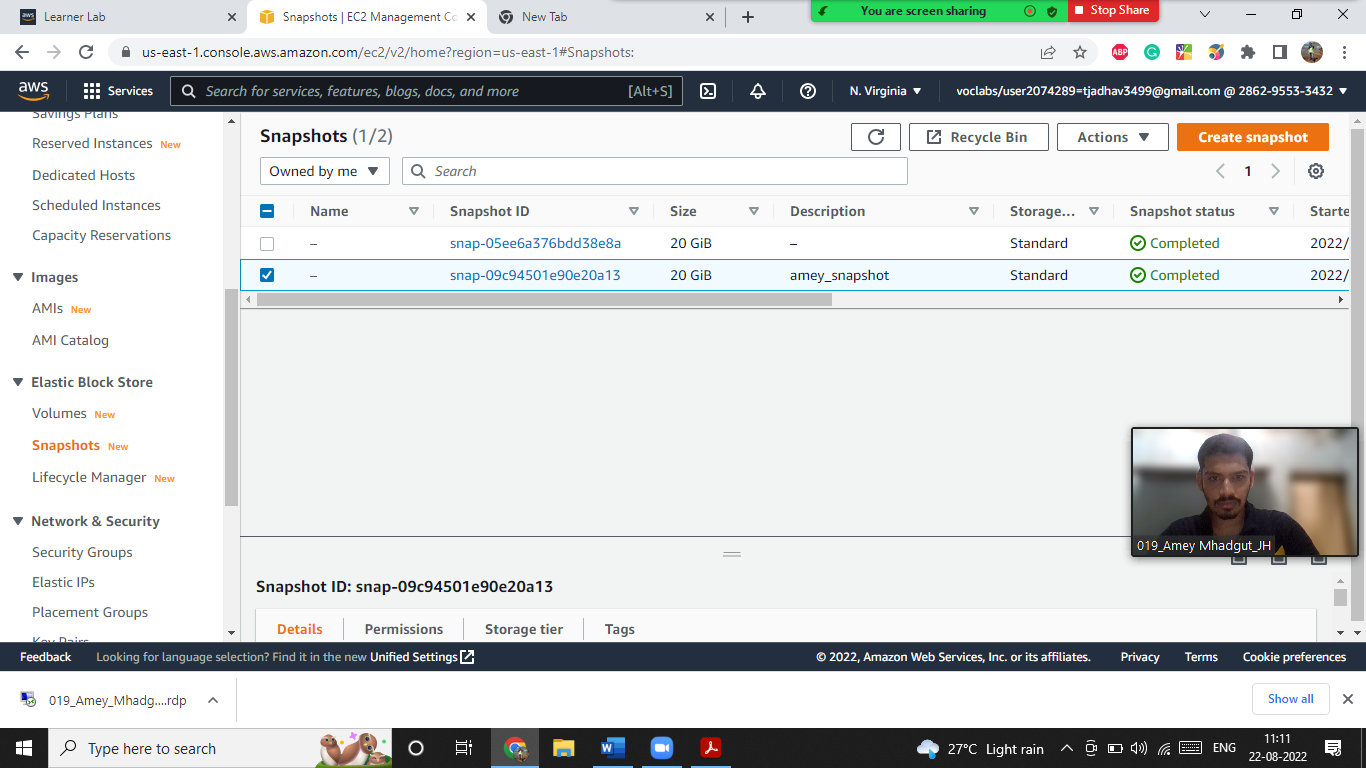 Learner Lab
Snapshots | EC2 Management Co
New Tab
You are screen sharing
Stop Share
us-east-1.console.aws.amazon.com/ec2/v2/home?region=us-east-1#Snapshots:
ABP
aws
Services
Search for services, features, blogs, docs, and more
[Alt+S]
N. Virginia
voclabs/user2074289=tjadhav3499@gmail.com @ 2862-9553-3432
Savings Plans
Reserved Instances New
Dedicated Hosts
Scheduled Instances
Capacity Reservations
Images
AMIs New
AMI Catalog
Elastic Block Store
Volumes New
Snapshots New
Lifecycle Manager New
Network & Security
Security Groups
Elastic IPs
Placement Groups
Key Pairs
Snapshots (1/2)
Recycle Bin
Actions
Create snapshot
Owned by me
Search
1
Name Snapshot ID Size Description Storage... Snapshot status Starte
– snap-05ee6a376bdd38e8a 20 GiB – Standard Completed 2022/
– snap-09c94501e90e20a13 20 GiB amey_snapshot Standard Completed 2022/
019_Amey Mhadgut_JH
Snapshot ID: snap-09c94501e90e20a13
Details Permissions Storage tier Tags
Feedback Looking for language selection? Find it in the new Unified Settings
© 2022, Amazon Web Services, Inc. or its affiliates. Privacy Terms Cookie preferences
019_Amey_Mhadg....rdp
Show all
Type here to search
27°C Light rain
ENG
11:11
22-08-2022